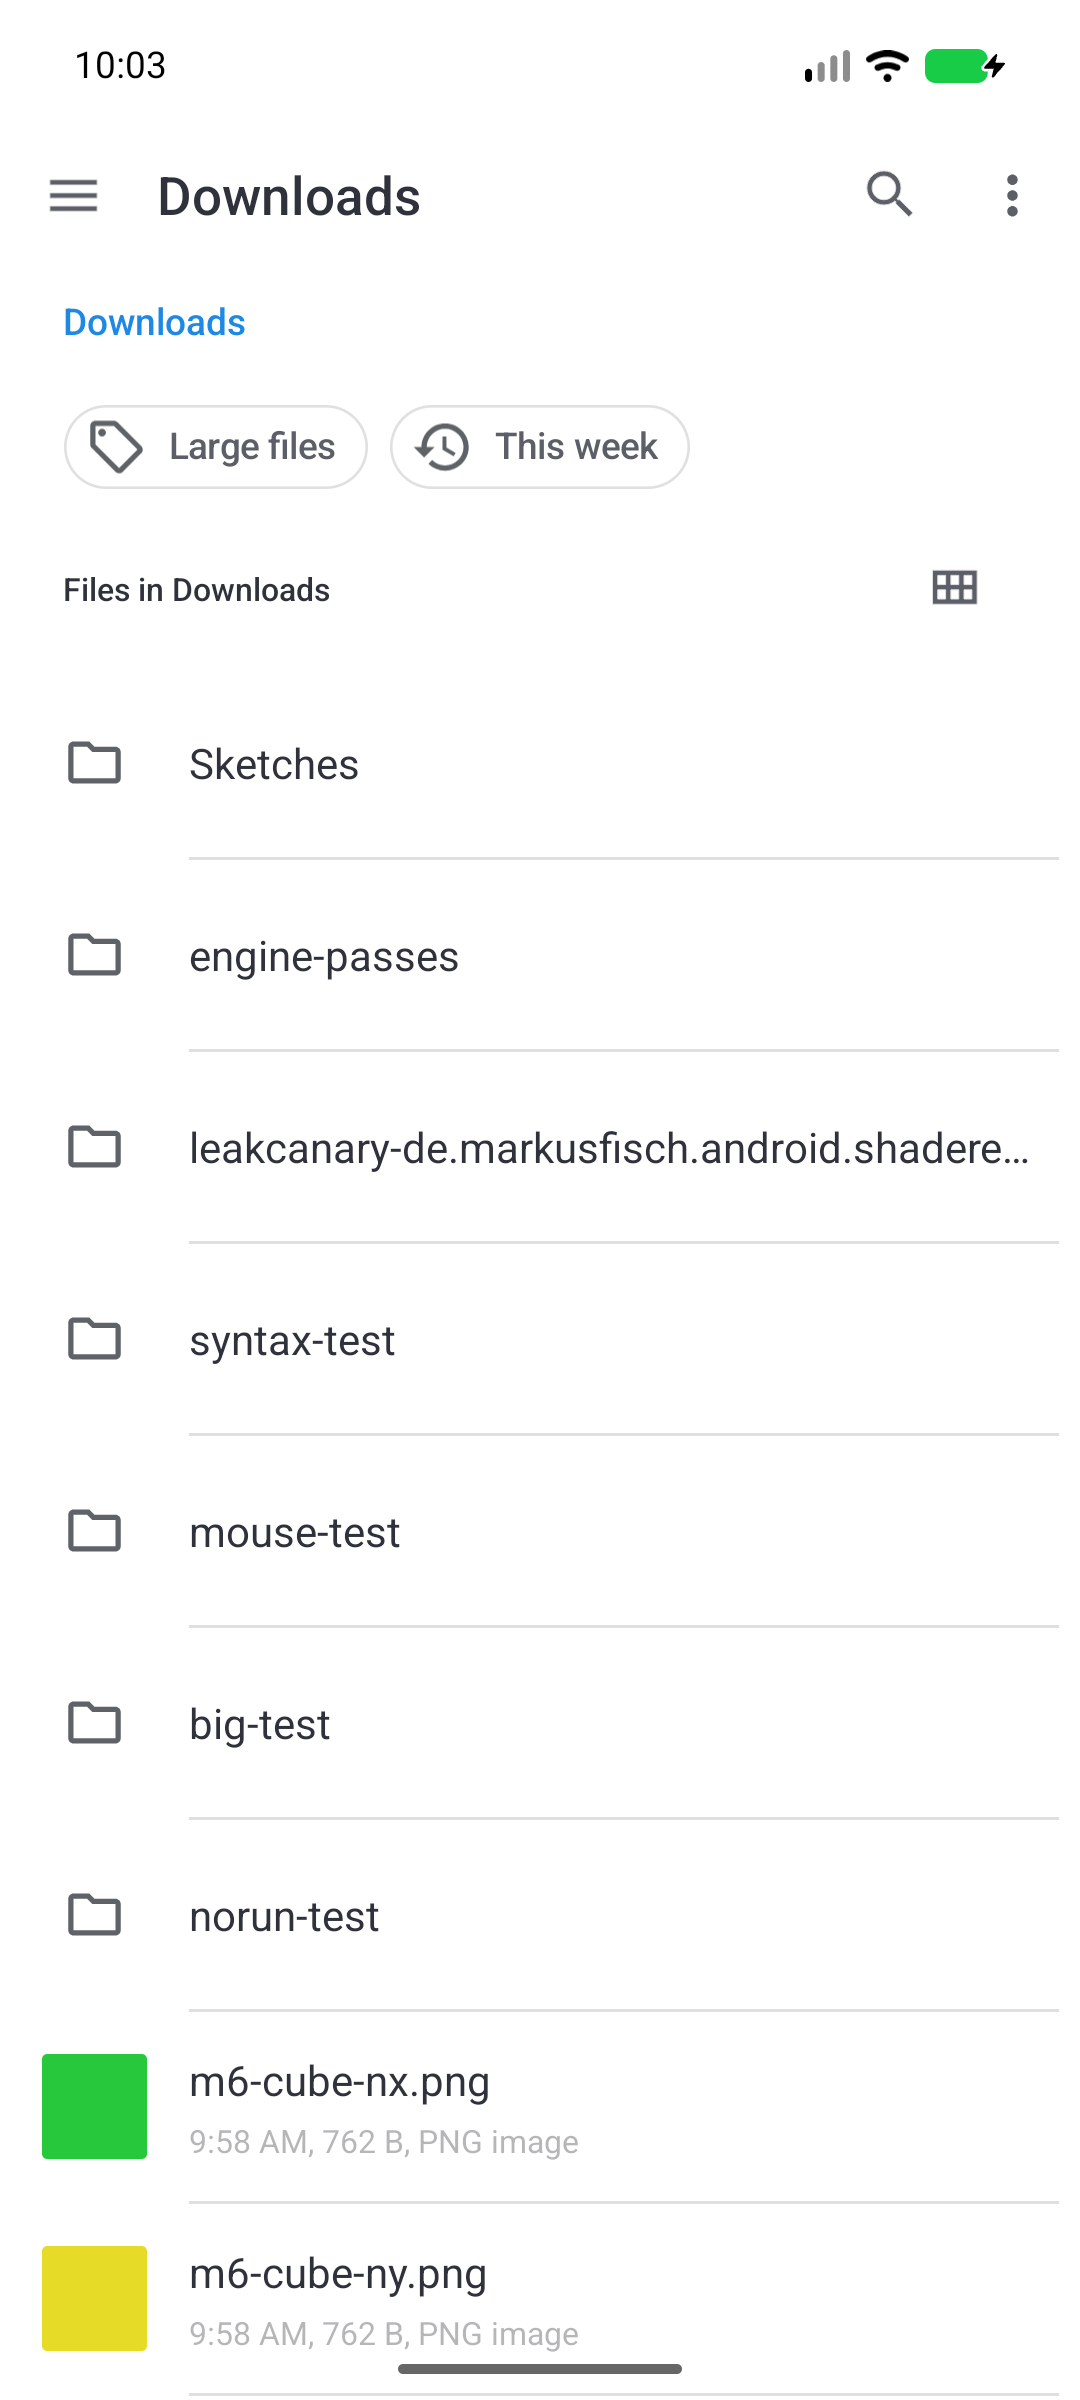 10:03
Downloads
Downloads
Large files
This week
Files in Downloads
Sketches
engine-passes
leakcanary-de.markusfisch.android.shadere...
syntax-test
mouse-test
big-test
norun-test
m6-cube-nx.png
9:58 AM, 762 B, PNG image
m6-cube-ny.png
9:58 AM, 762 B, PNG image